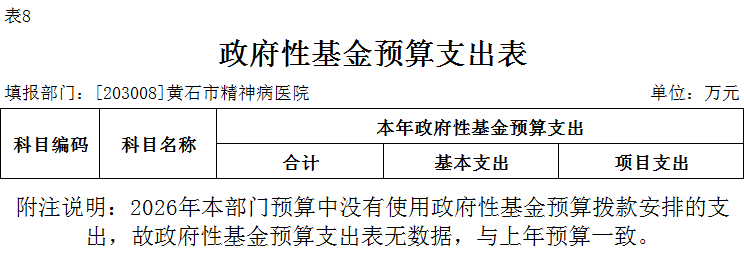 表8
政府性基金预算支出表
填报部门：[203008]黄石市精神病医院 单位：万元
科目编码 科目名称 本年政府性基金预算支出
合计 基本支出 项目支出
附注说明：2026年本部门预算中没有使用政府性基金预算拨款安排的支
出，故政府性基金预算支出表无数据，与上年预算一致。